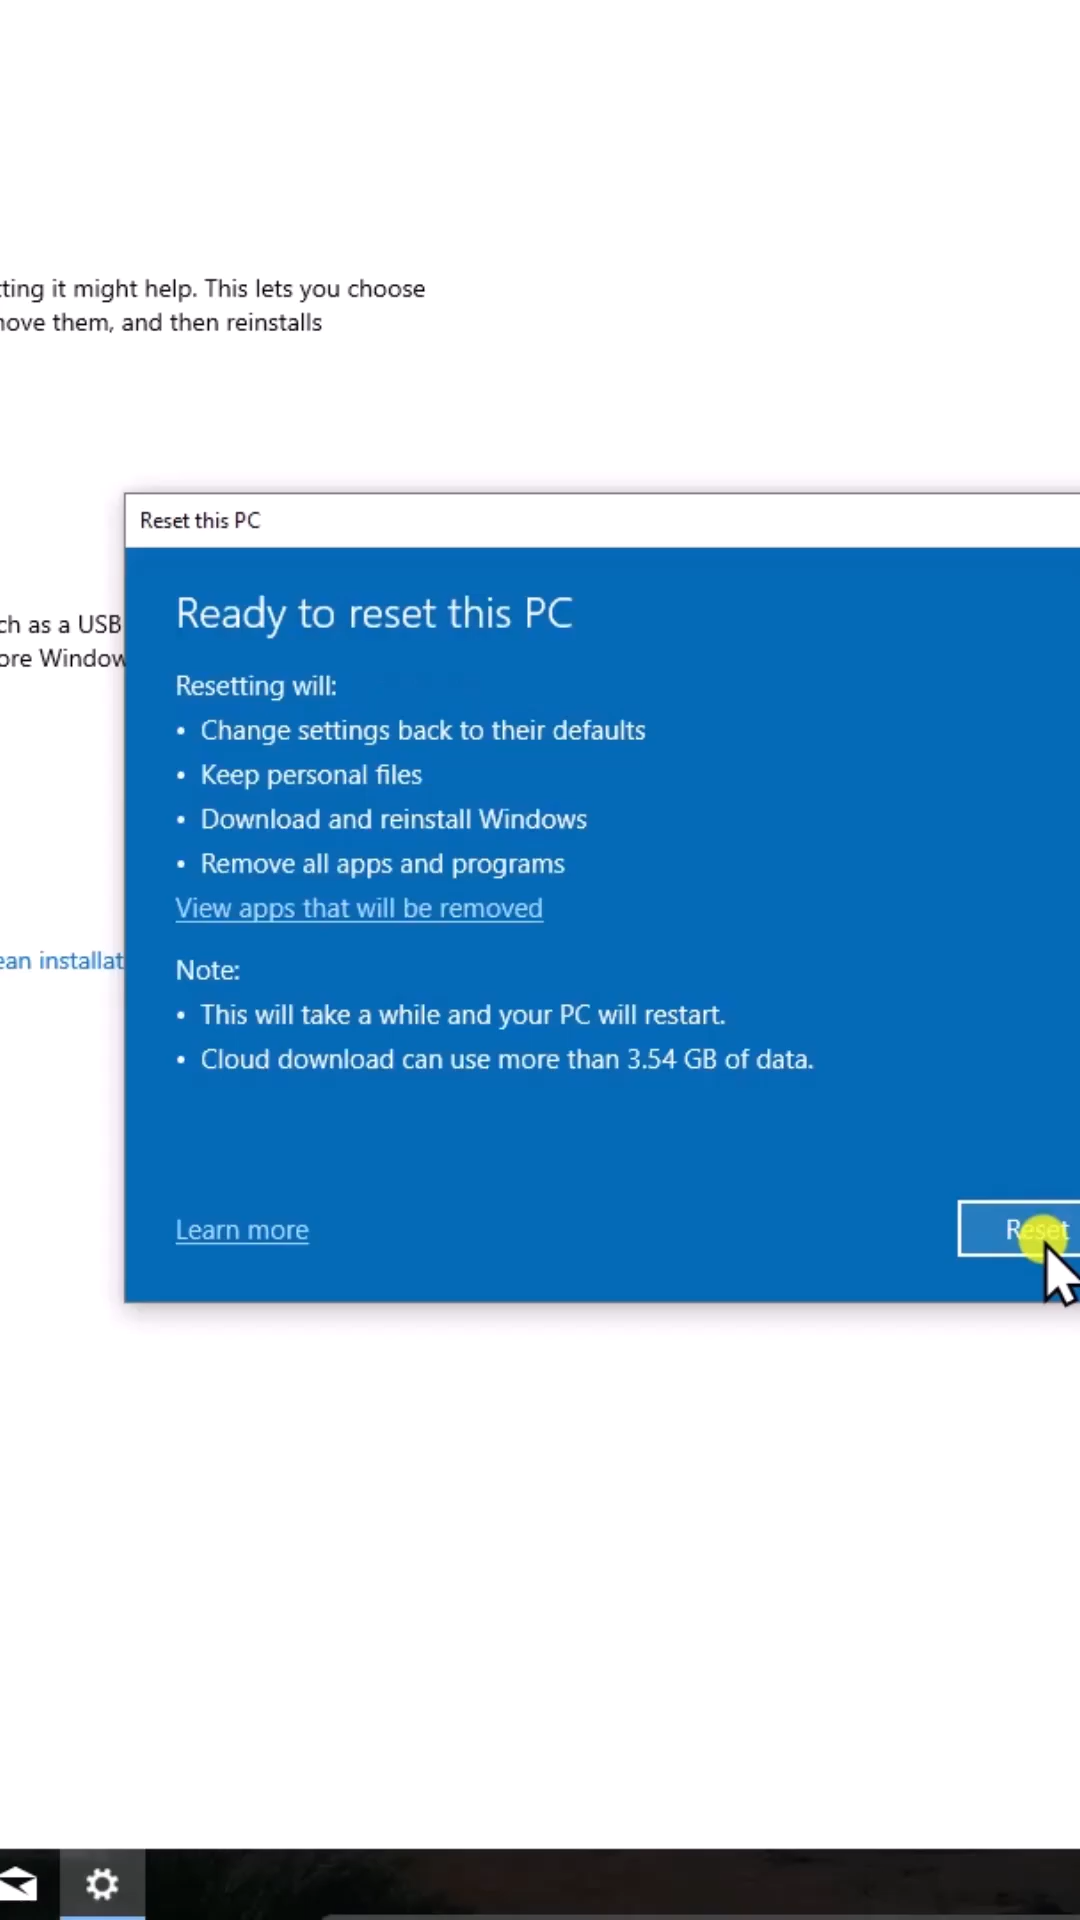 ting it might help. This lets you choose
ove them, and then reinstalls
Reset this PC
Ready to reset this PC
ch as a USB
ore Window
Resetting will:
• Change settings back to their defaults
• Keep personal files
• Download and reinstall Windows
• Remove all apps and programs
View apps that will be removed
ean installat
Note:
• This will take a while and your PC will restart.
• Cloud download can use more than 3.54 GB of data.
Learn more
Reset